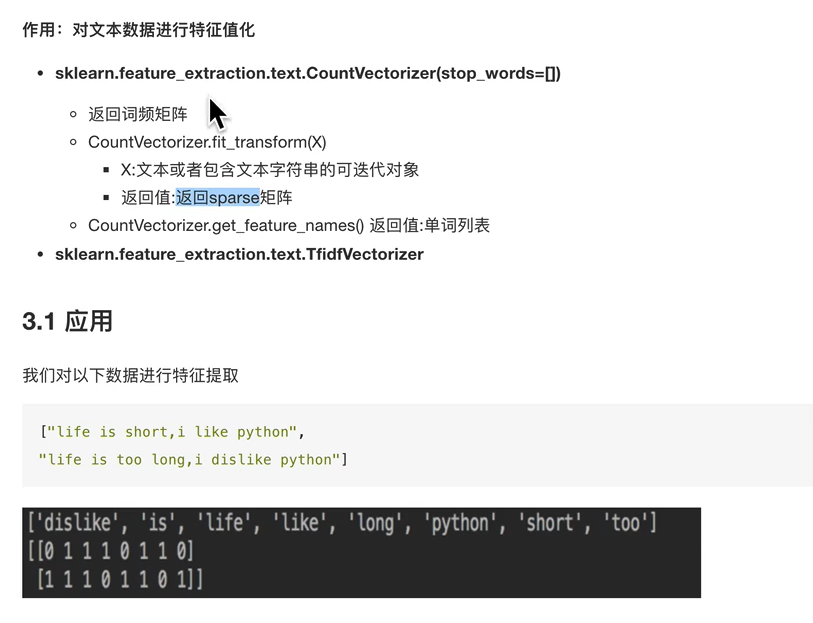 作用：对文本数据进行特征值化
sklearn.feature_extraction.text.CountVectorizer(stop_words=[])
返回词频矩阵
CountVectorizer.fit_transform(X)
X:文本或者包含文本字符串的可迭代对象
返回值:返回sparse矩阵
CountVectorizer.get_feature_names() 返回值:单词列表
sklearn.feature_extraction.text.TfidfVectorizer
3.1 应用
我们对以下数据进行特征提取
["life is short,i like python",
"life is too long,i dislike python"]
['dislike', 'is', 'life', 'like', 'long', 'python', 'short', 'too']
[[0 1 1 1 0 1 1 0]
[1 1 1 0 1 1 0 1]]